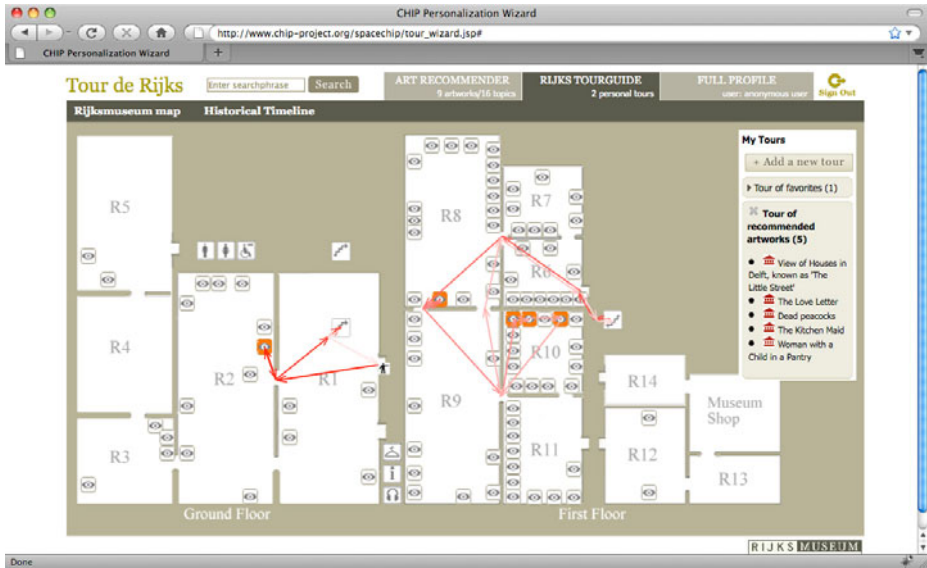 CHIP Personalization Wizard
http://www.chip-project.org/spacechip/tour_wizard.jsp#
CHIP Personalization Wizard
Tour de Rijks
Enter searchphrase
Search
ART RECOMMENDER
9 artworks/16 topics
RIJKS TOURGUIDE
2 personal tours
FULL PROFILE
user: anonymous user
Sign Out
Rijksmuseum map
Historical Timeline
My Tours
+ Add a new tour
Tour of favorites (1)
Tour of
recommended
artworks (5)
View of Houses in
Delft, known as 'The
Little Street'
The Love Letter
Dead peacocks
The Kitchen Maid
Woman with a
Child in a Pantry
R5
R4
R3
R2
R1
R8
R7
R6
R10
R9
R11
R14
R12
R13
Museum
Shop
Ground Floor
First Floor
RIJKS MUSEUM
Done